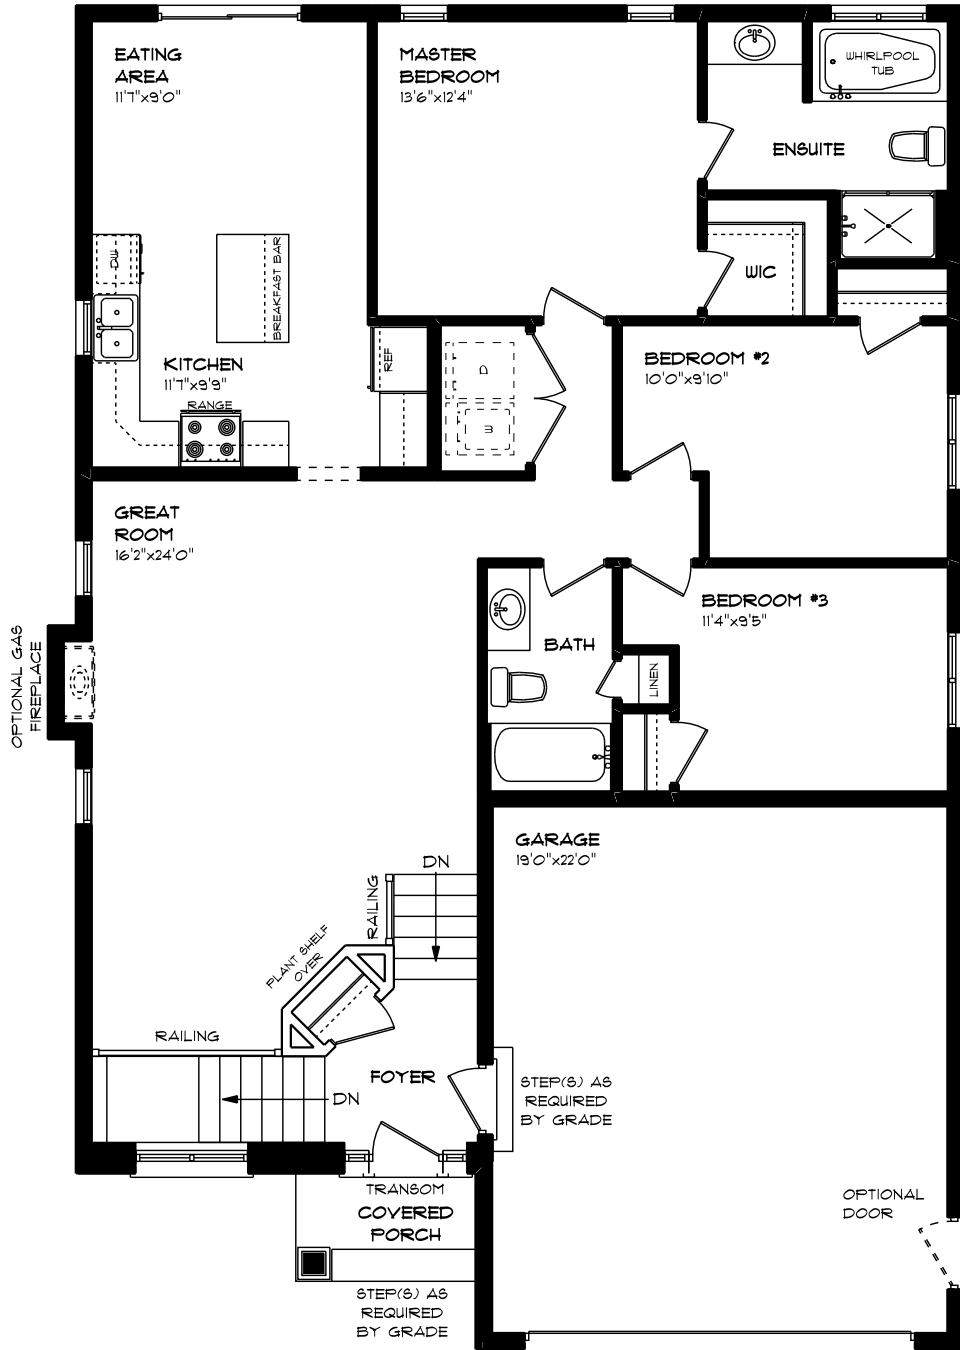 EATING
AREA
11'7"x9'0"
MASTER
BEDROOM
13'6"x12'4"
WHIRLPOOL
TUB
ENSUITE
WIC
DW
BREAKFAST BAR
KITCHEN
11'7"x9'9"
RANGE
REF
D
W
BEDROOM #2
10'0"x9'10"
GREAT
ROOM
16'2"x24'0"
OPTIONAL GAS
FIREPLACE
BATH
LINEN
BEDROOM #3
11'4"x9'5"
GARAGE
19'0"x22'0"
DN
RAILING
PLANT SHELF
OVER
RAILING
FOYER
DN
STEP(S) AS
REQUIRED
BY GRADE
TRANSOM
COVERED
PORCH
OPTIONAL
DOOR
STEP(S) AS
REQUIRED
BY GRADE